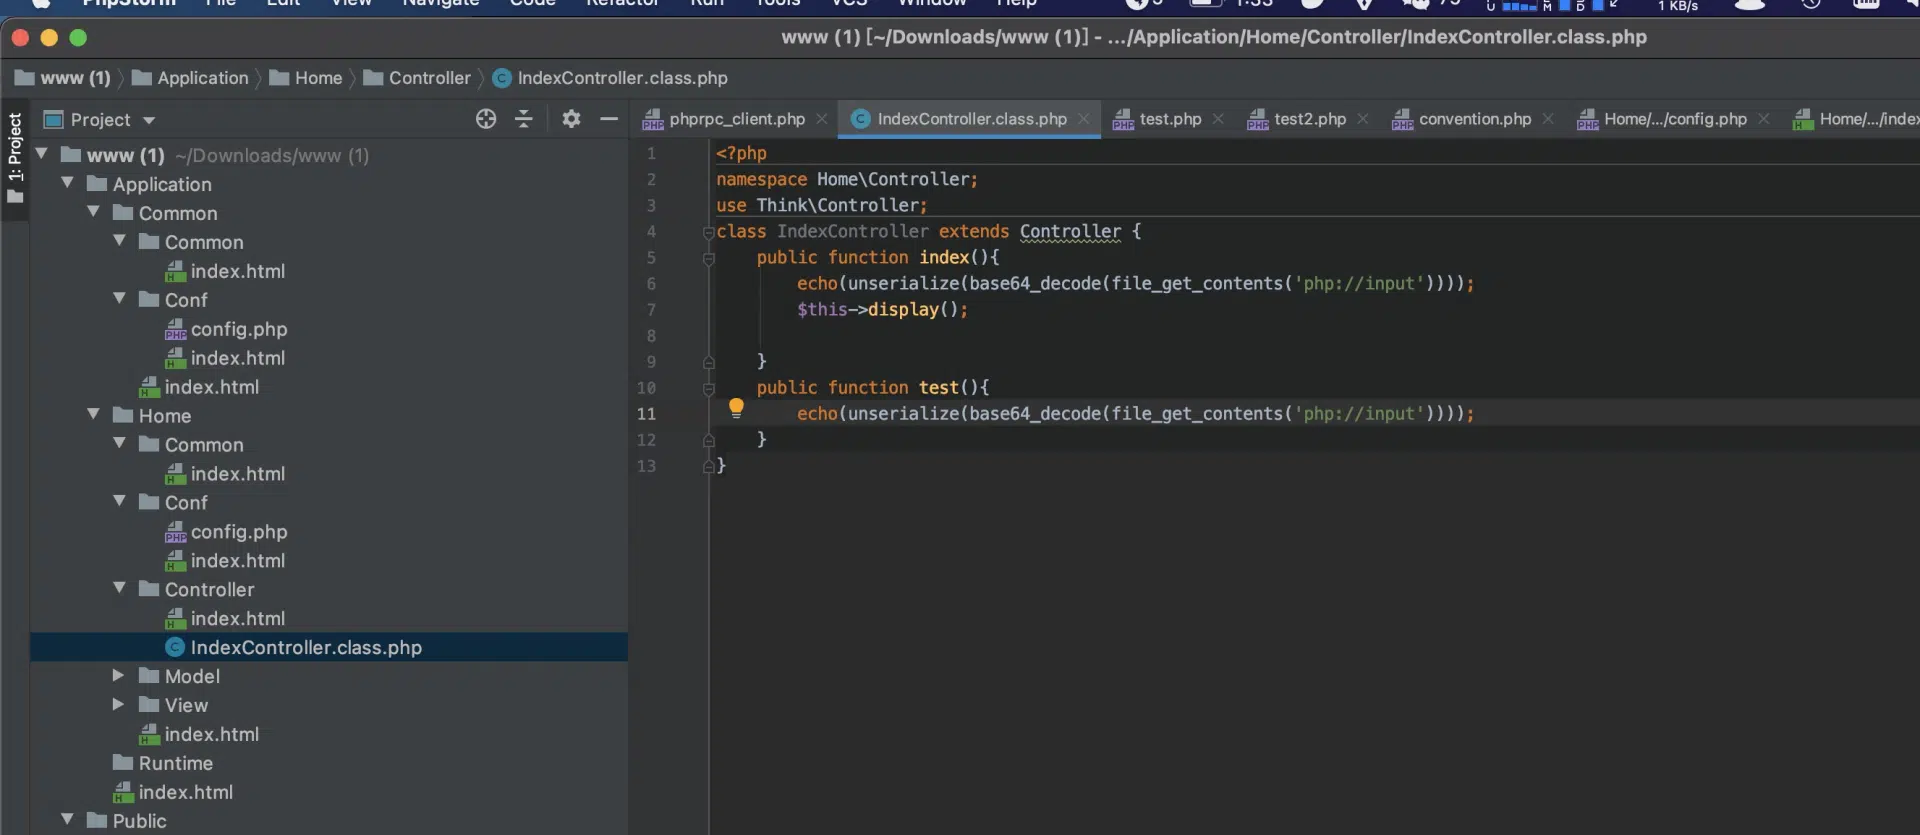 PhpStorm File Edit View Navigate Code Refactor Run Tools VCS Window Help
1 KB/s
www (1) [~/Downloads/www (1)] - .../Application/Home/Controller/IndexController.class.php
www (1) Application Home Controller IndexController.class.php
1: Project
Project
phprpc_client.php IndexController.class.php test.php test2.php convention.php Home/.../config.php Home/.../index
www (1) ~/Downloads/www (1)
Application
Common
Common
index.html
Conf
config.php
index.html
index.html
Home
Common
index.html
Conf
config.php
index.html
Controller
index.html
IndexController.class.php
Model
View
index.html
Runtime
index.html
Public
1 <?php
2 namespace Home\Controller;
3 use Think\Controller;
4 class IndexController extends Controller {
5 public function index(){
6 echo(unserialize(base64_decode(file_get_contents('php://input'))));
7 $this->display();
8
9 }
10 public function test(){
11 echo(unserialize(base64_decode(file_get_contents('php://input'))));
12 }
13 }